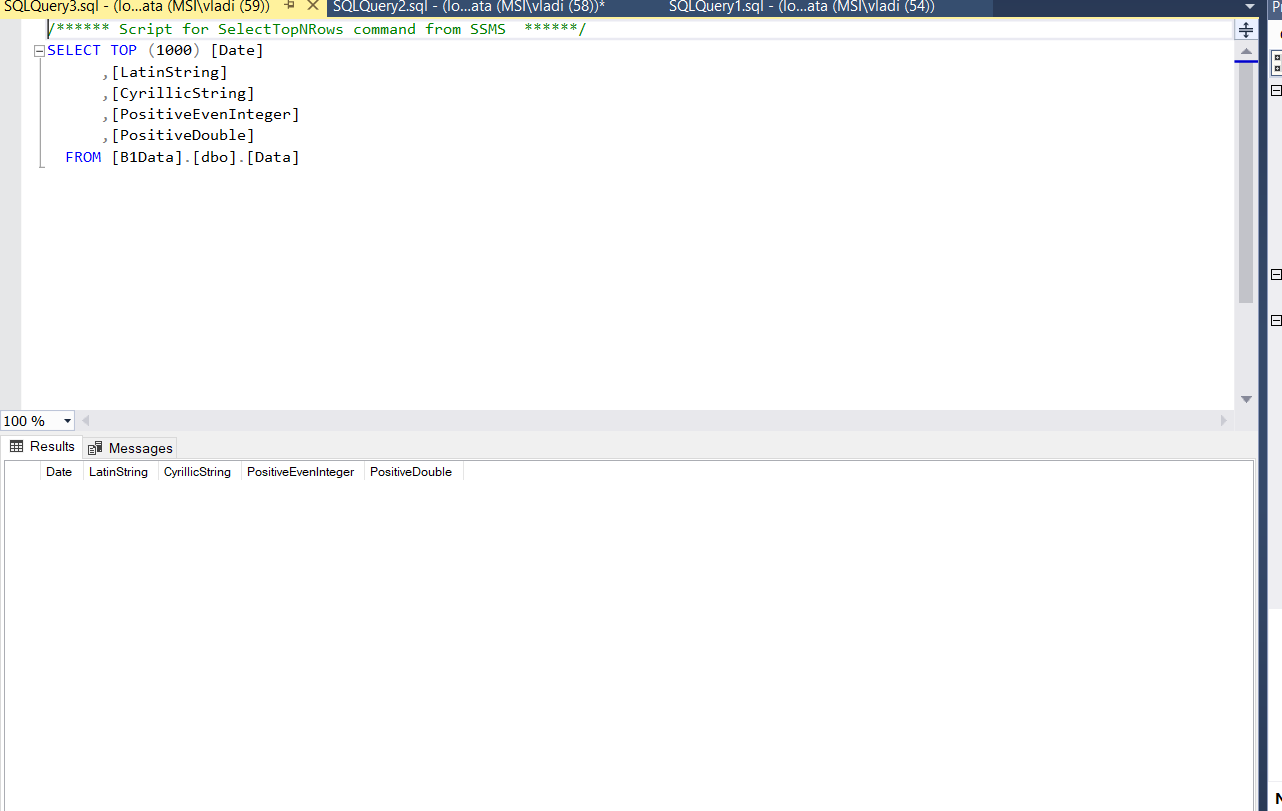 SQLQuery3.sql - (lo...ata (MSI\vladi (59)) SQLQuery2.sql - (lo...ata (MSI\vladi (58))* SQLQuery1.sql - (lo...ata (MSI\vladi (54))
/****** Script for SelectTopNRows command from SSMS  ******/
SELECT TOP (1000) [Date]
,[LatinString]
,[CyrillicString]
,[PositiveEvenInteger]
,[PositiveDouble]
FROM [B1Data].[dbo].[Data]
100 %
Results Messages
Date LatinString CyrillicString PositiveEvenInteger PositiveDouble